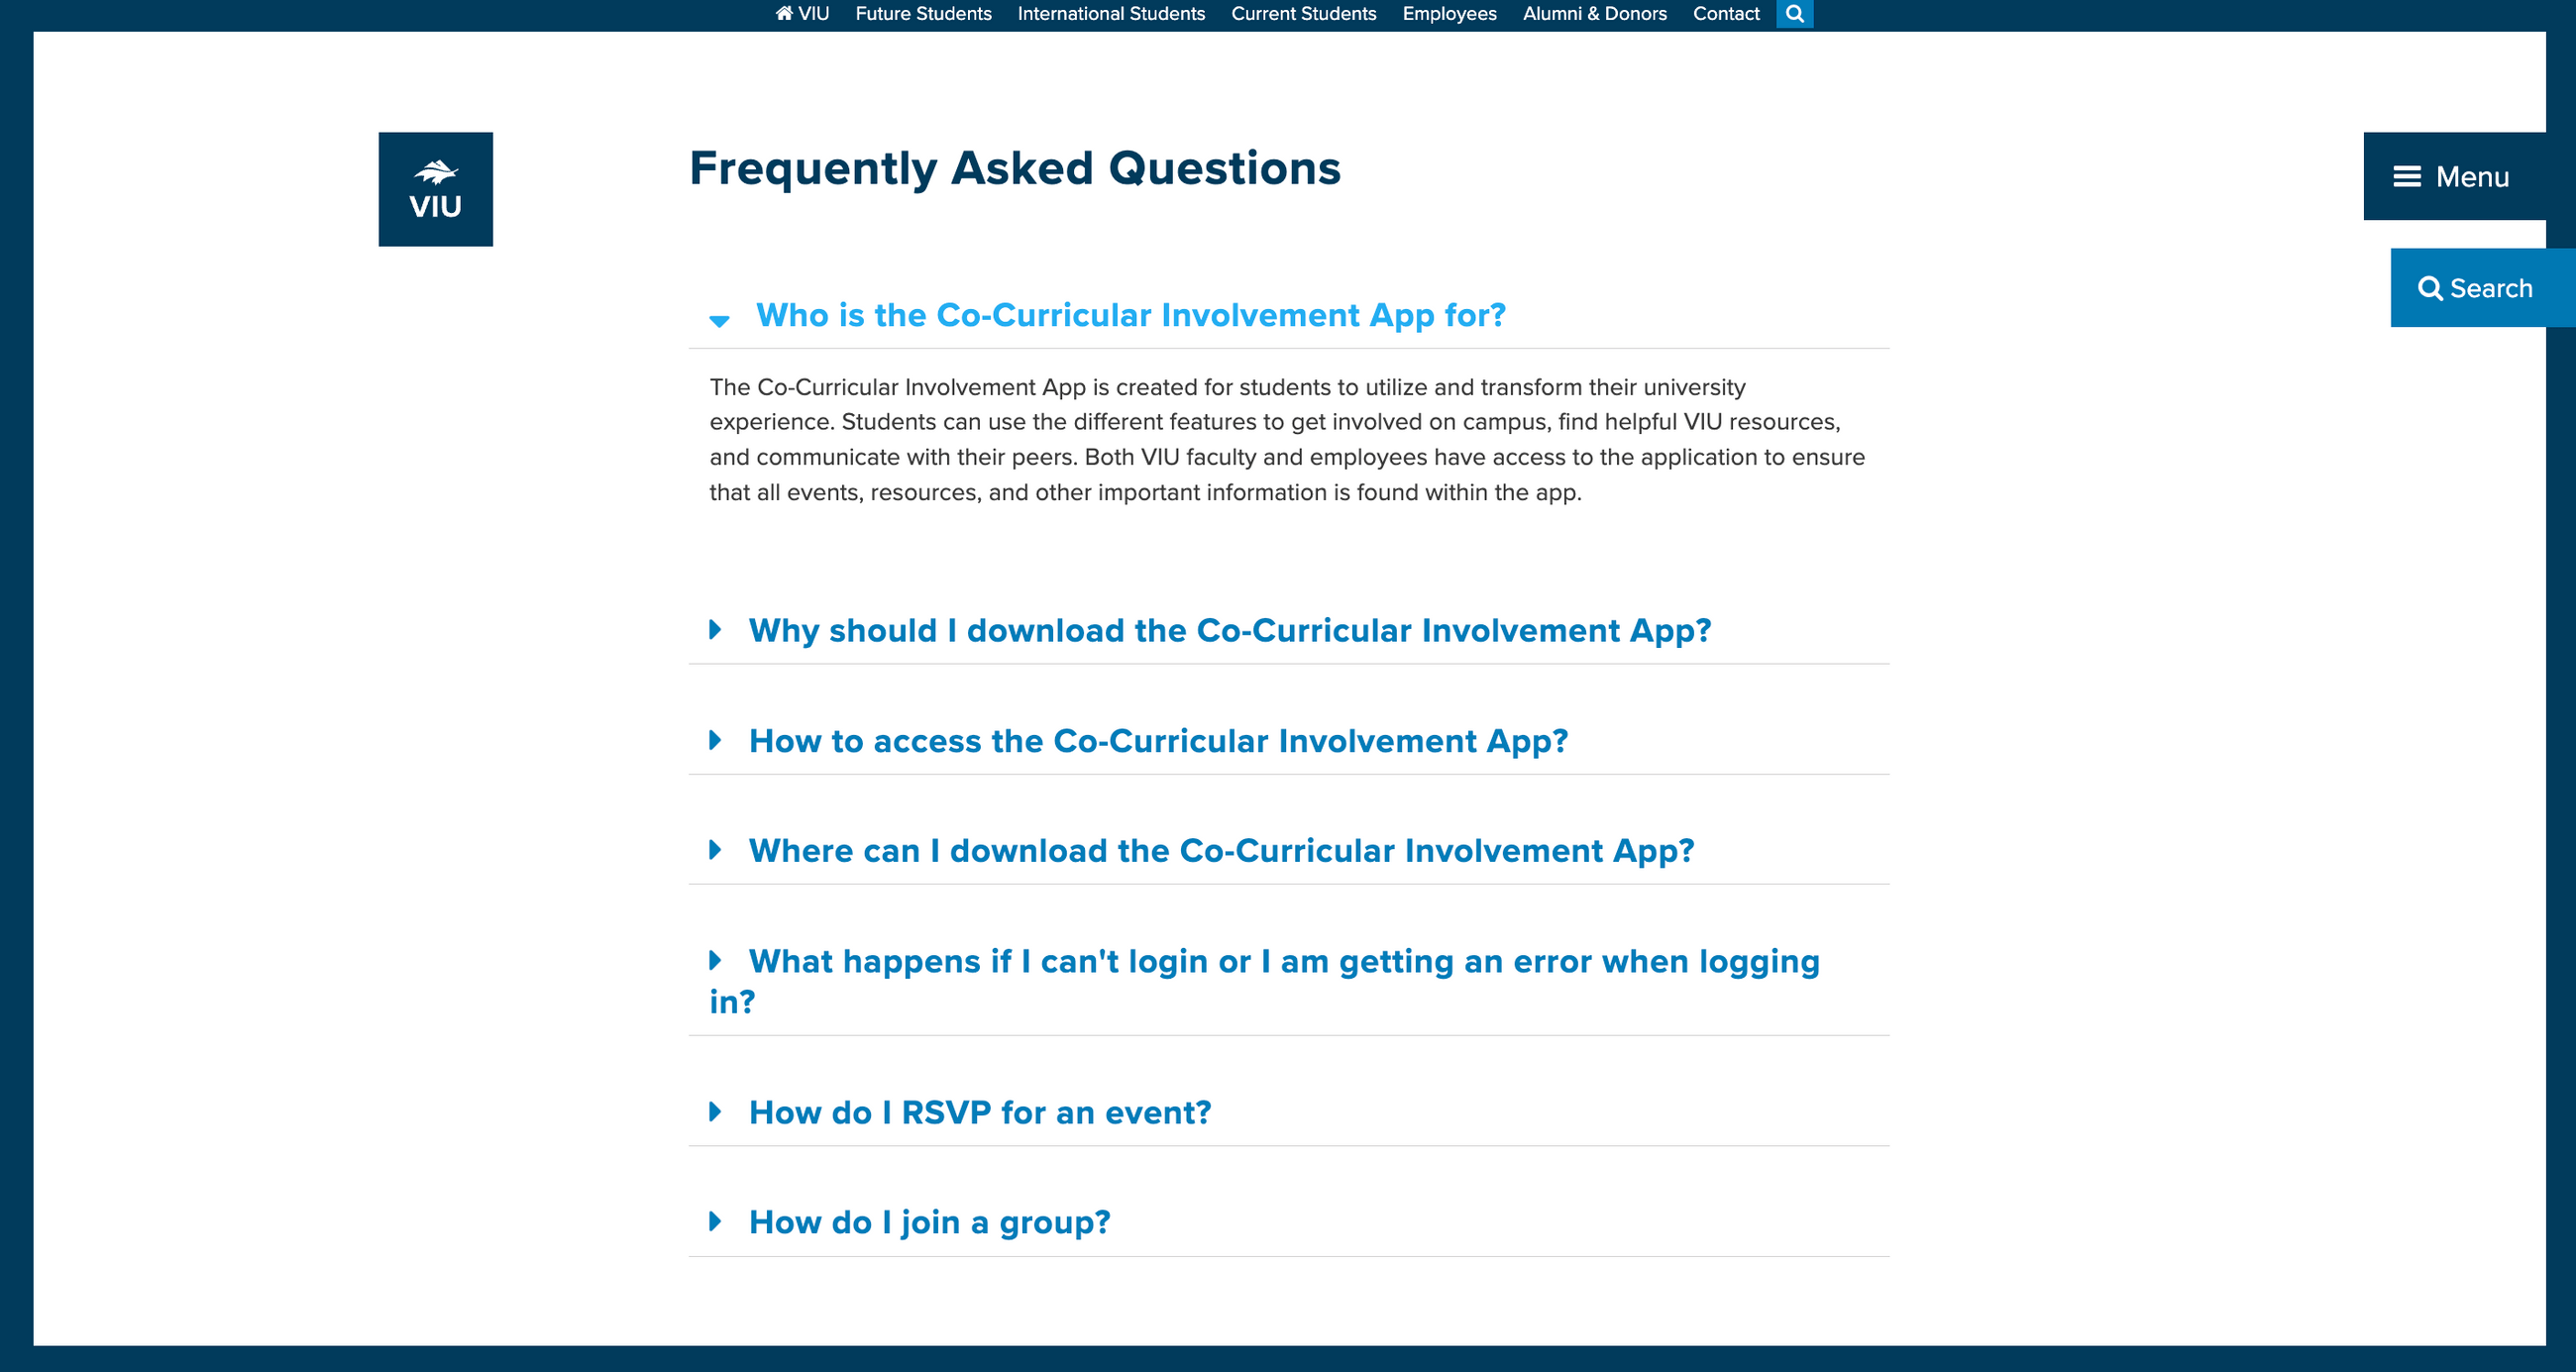 VIU Future Students International Students Current Students Employees Alumni & Donors Contact
VIU
Frequently Asked Questions
Menu
Search
Who is the Co-Curricular Involvement App for?
The Co-Curricular Involvement App is created for students to utilize and transform their university
experience. Students can use the different features to get involved on campus, find helpful VIU resources,
and communicate with their peers. Both VIU faculty and employees have access to the application to ensure
that all events, resources, and other important information is found within the app.
Why should I download the Co-Curricular Involvement App?
How to access the Co-Curricular Involvement App?
Where can I download the Co-Curricular Involvement App?
What happens if I can't login or I am getting an error when logging
in?
How do I RSVP for an event?
How do I join a group?